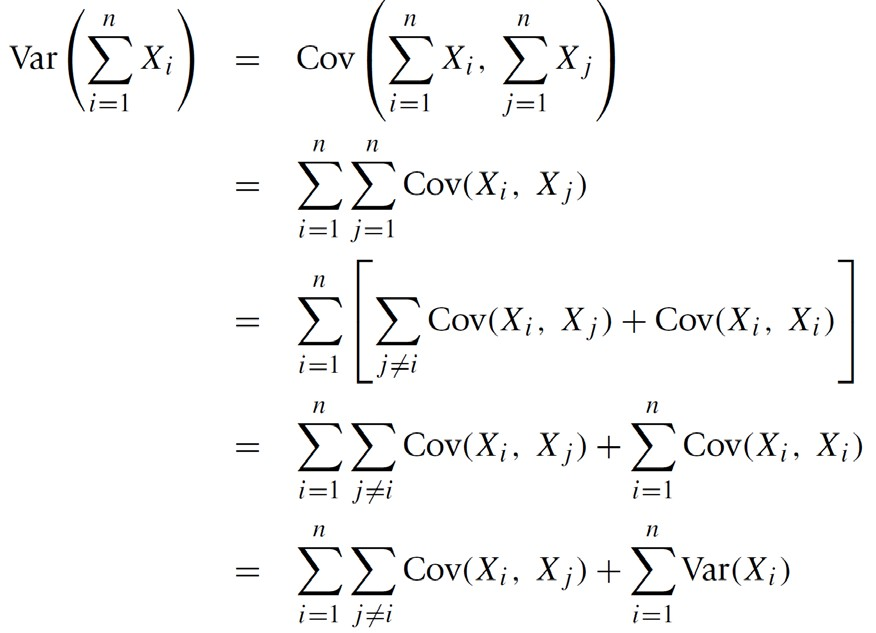 Var(∑_{i=1}^{n} X_i) = Cov(∑_{i=1}^{n} X_i, ∑_{j=1}^{n} X_j)
= ∑_{i=1}^{n} ∑_{j=1}^{n} Cov(X_i, X_j)
= ∑_{i=1}^{n} [∑_{j≠i} Cov(X_i, X_j) + Cov(X_i, X_i)]
= ∑_{i=1}^{n} ∑_{j≠i} Cov(X_i, X_j) + ∑_{i=1}^{n} Cov(X_i, X_i)
= ∑_{i=1}^{n} ∑_{j≠i} Cov(X_i, X_j) + ∑_{i=1}^{n} Var(X_i)